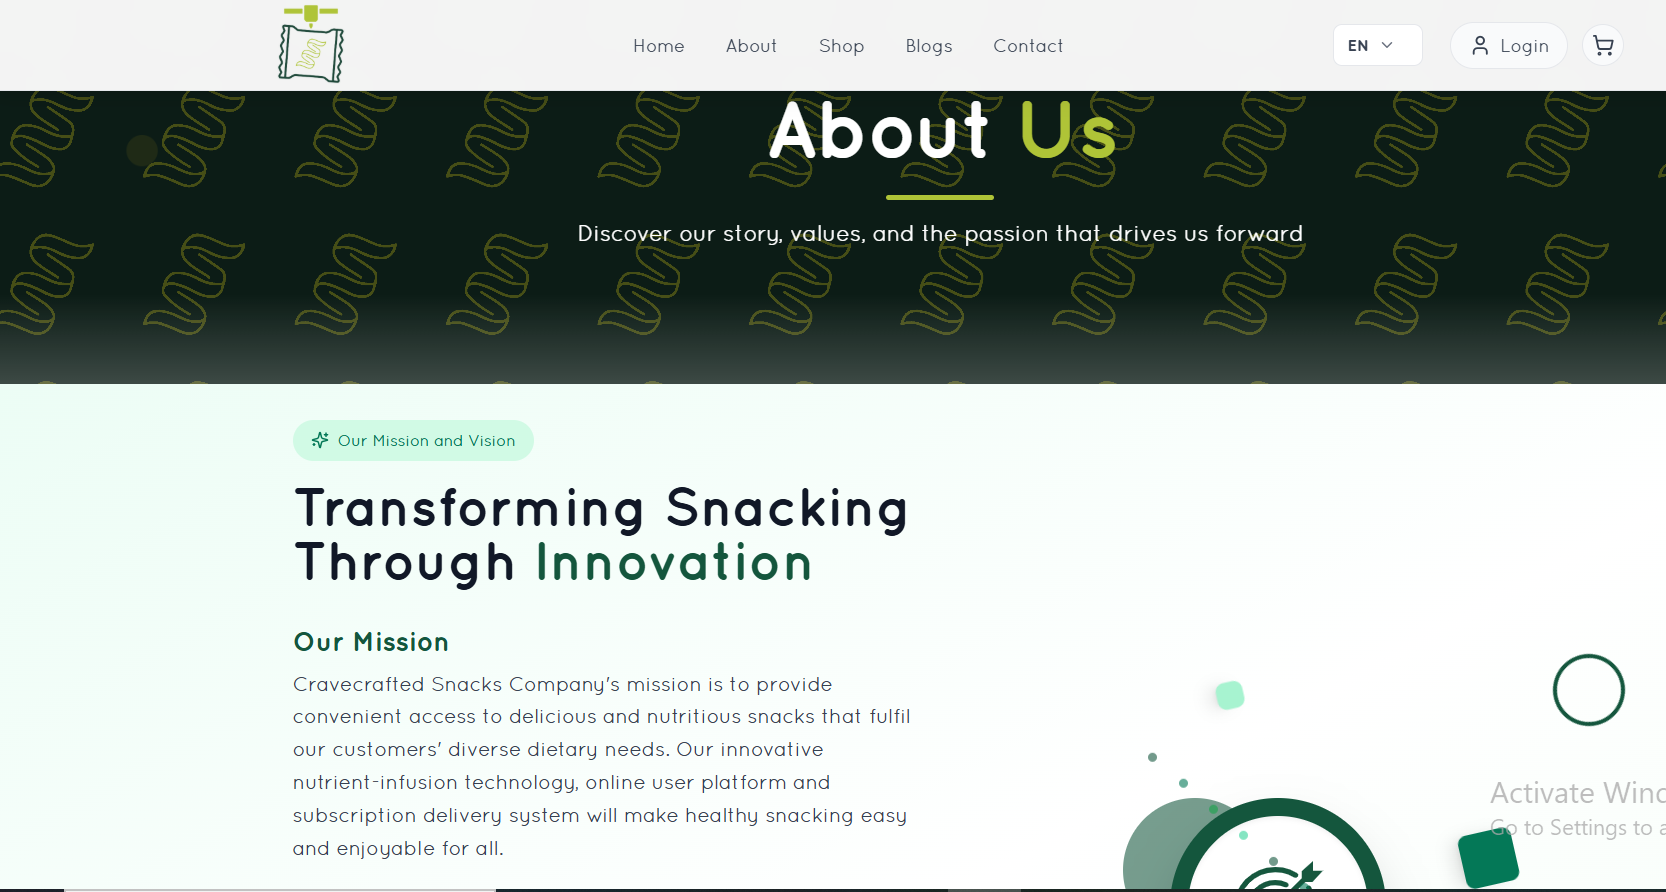 Home
About
Shop
Blogs
Contact
EN
Login
About Us
Discover our story, values, and the passion that drives us forward
Our Mission and Vision
Transforming Snacking
Through Innovation
Our Mission
Cravecrafted Snacks Company's mission is to provide
convenient access to delicious and nutritious snacks that fulfil
our customers' diverse dietary needs. Our innovative
nutrient-infusion technology, online user platform and
subscription delivery system will make healthy snacking easy
and enjoyable for all.
Activate Wind
Go to Settings to a